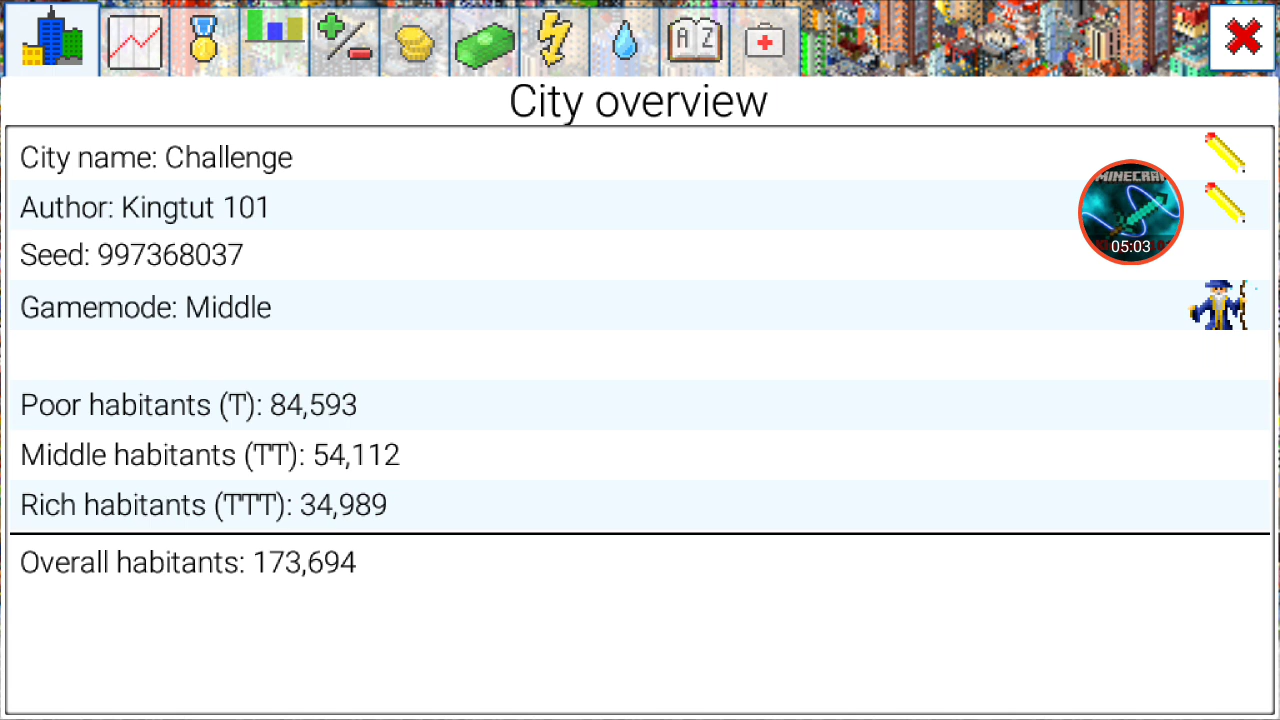 A Z
City overview
City name: Challenge
MINECRAF
Author: Kingtut 101
05:03
Seed: 997368037
Gamemode: Middle
Poor habitants (T): 84,593
Middle habitants (TT): 54,112
Rich habitants (TTT): 34,989
Overall habitants: 173,694